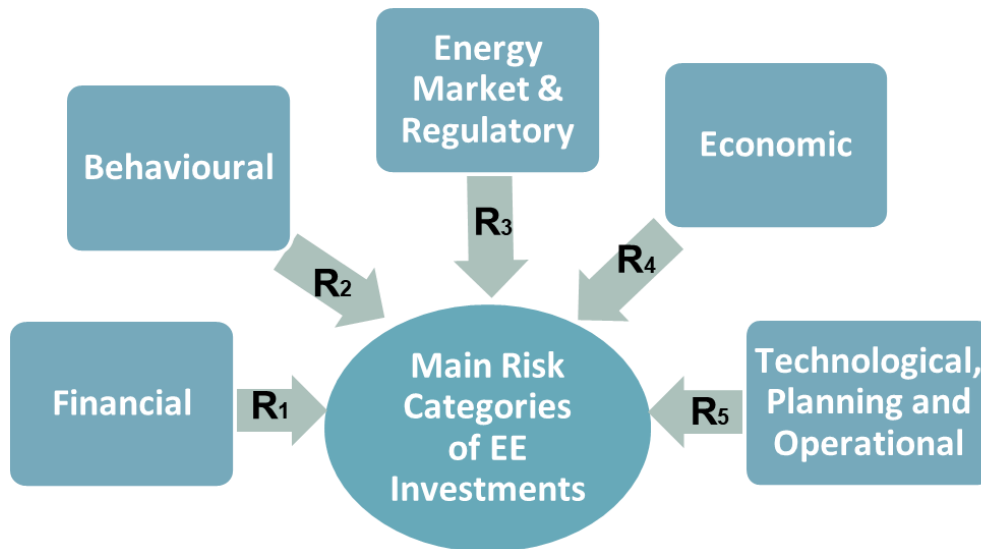 Energy
Market &
Regulatory
Behavioural
Economic
R3
R2
R4
Financial
R1
Main Risk
Categories
of EE
Investments
R5
Technological,
Planning and
Operational